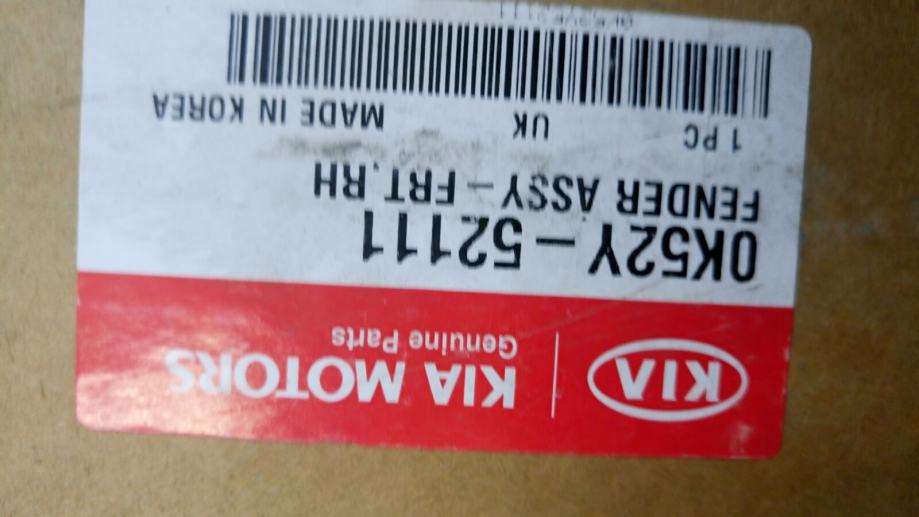 KIA
KIA MOTORS
Genuine Parts
0K52Y-52111
FENDER ASSY-FRT.RH
1 PC UK MADE IN KOREA